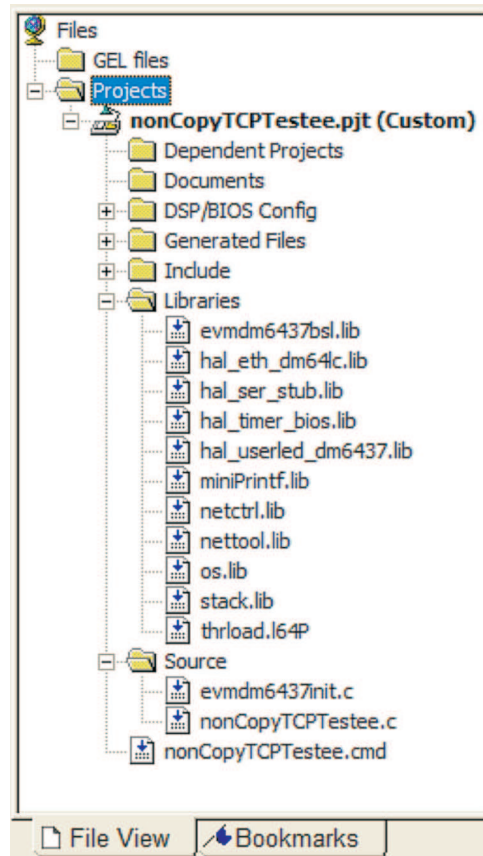 Files
GEL files
Projects
nonCopyTCPTestee.pjt (Custom)
Dependent Projects
Documents
DSP/BIOS Config
Generated Files
Include
Libraries
evmdm6437bsl.lib
hal_eth_dm64lc.lib
hal_ser_stub.lib
hal_timer_bios.lib
hal_userled_dm6437.lib
miniPrintf.lib
netctrl.lib
nettool.lib
os.lib
stack.lib
thrload.l64P
Source
evmdm6437init.c
nonCopyTCPTestee.c
nonCopyTCPTestee.cmd
File View
Bookmarks